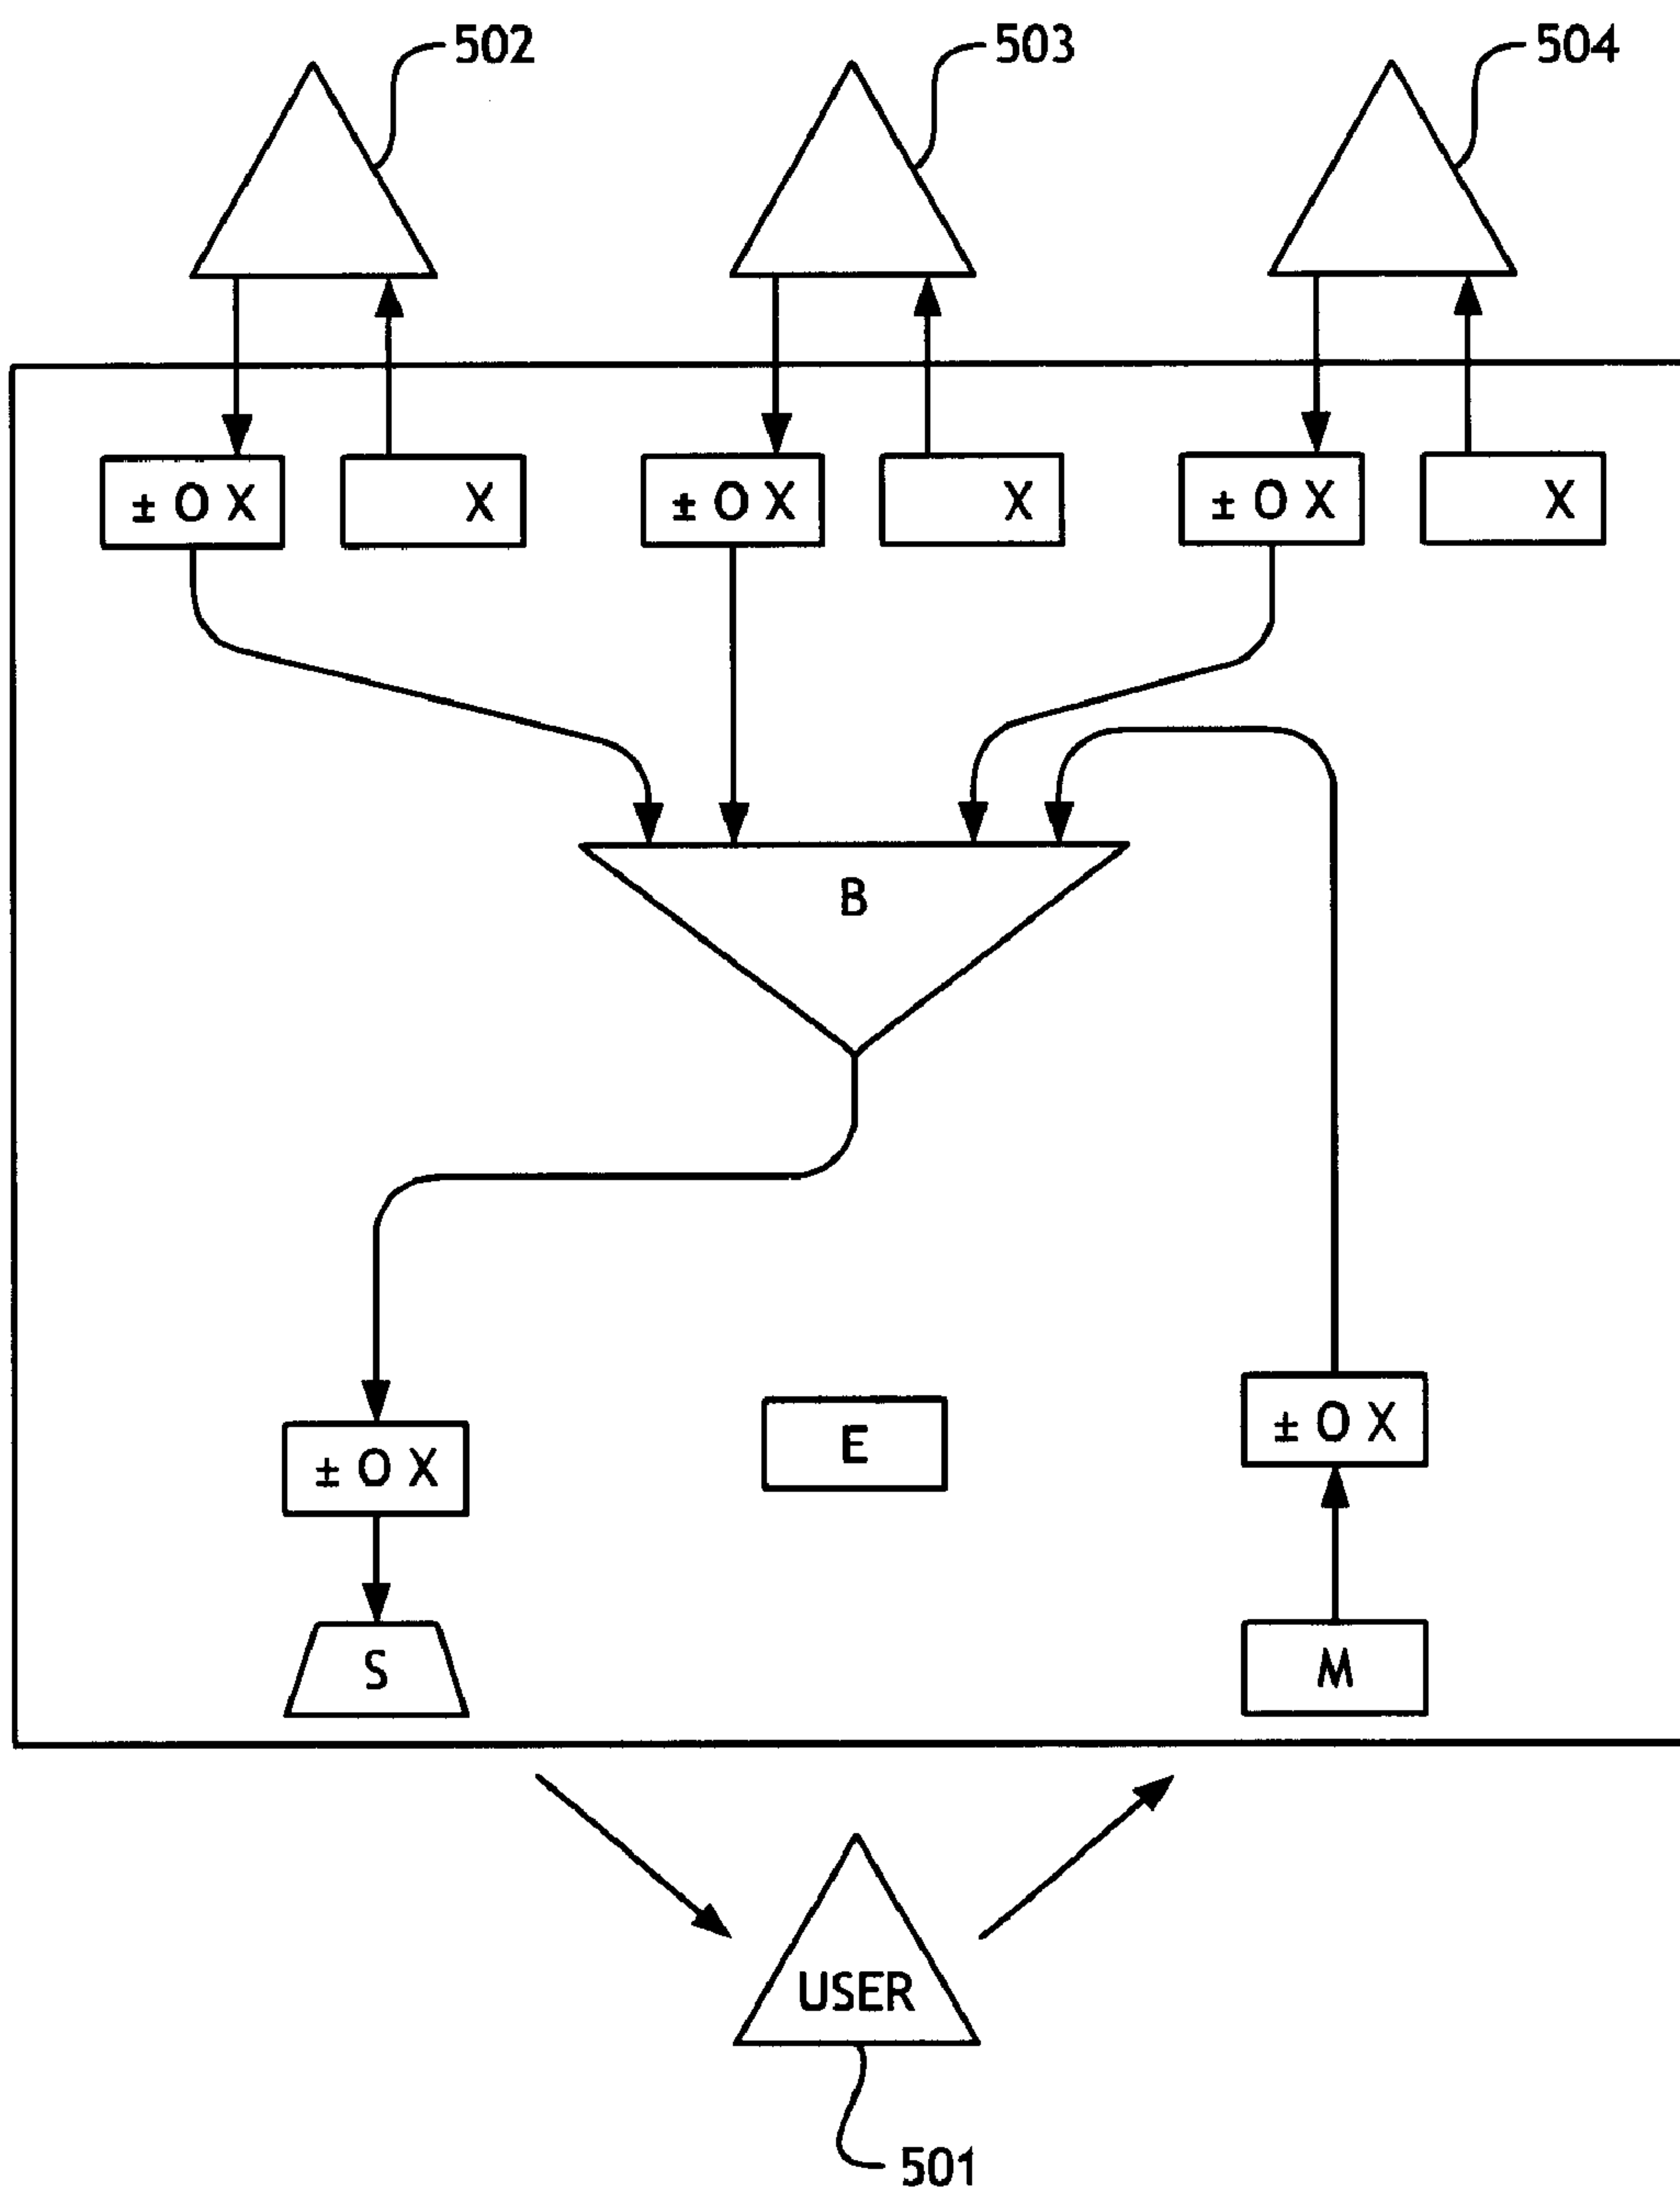 502
503
504
± O X
X
± O X
X
± O X
X
B
± O X
E
± O X
S
M
USER
501